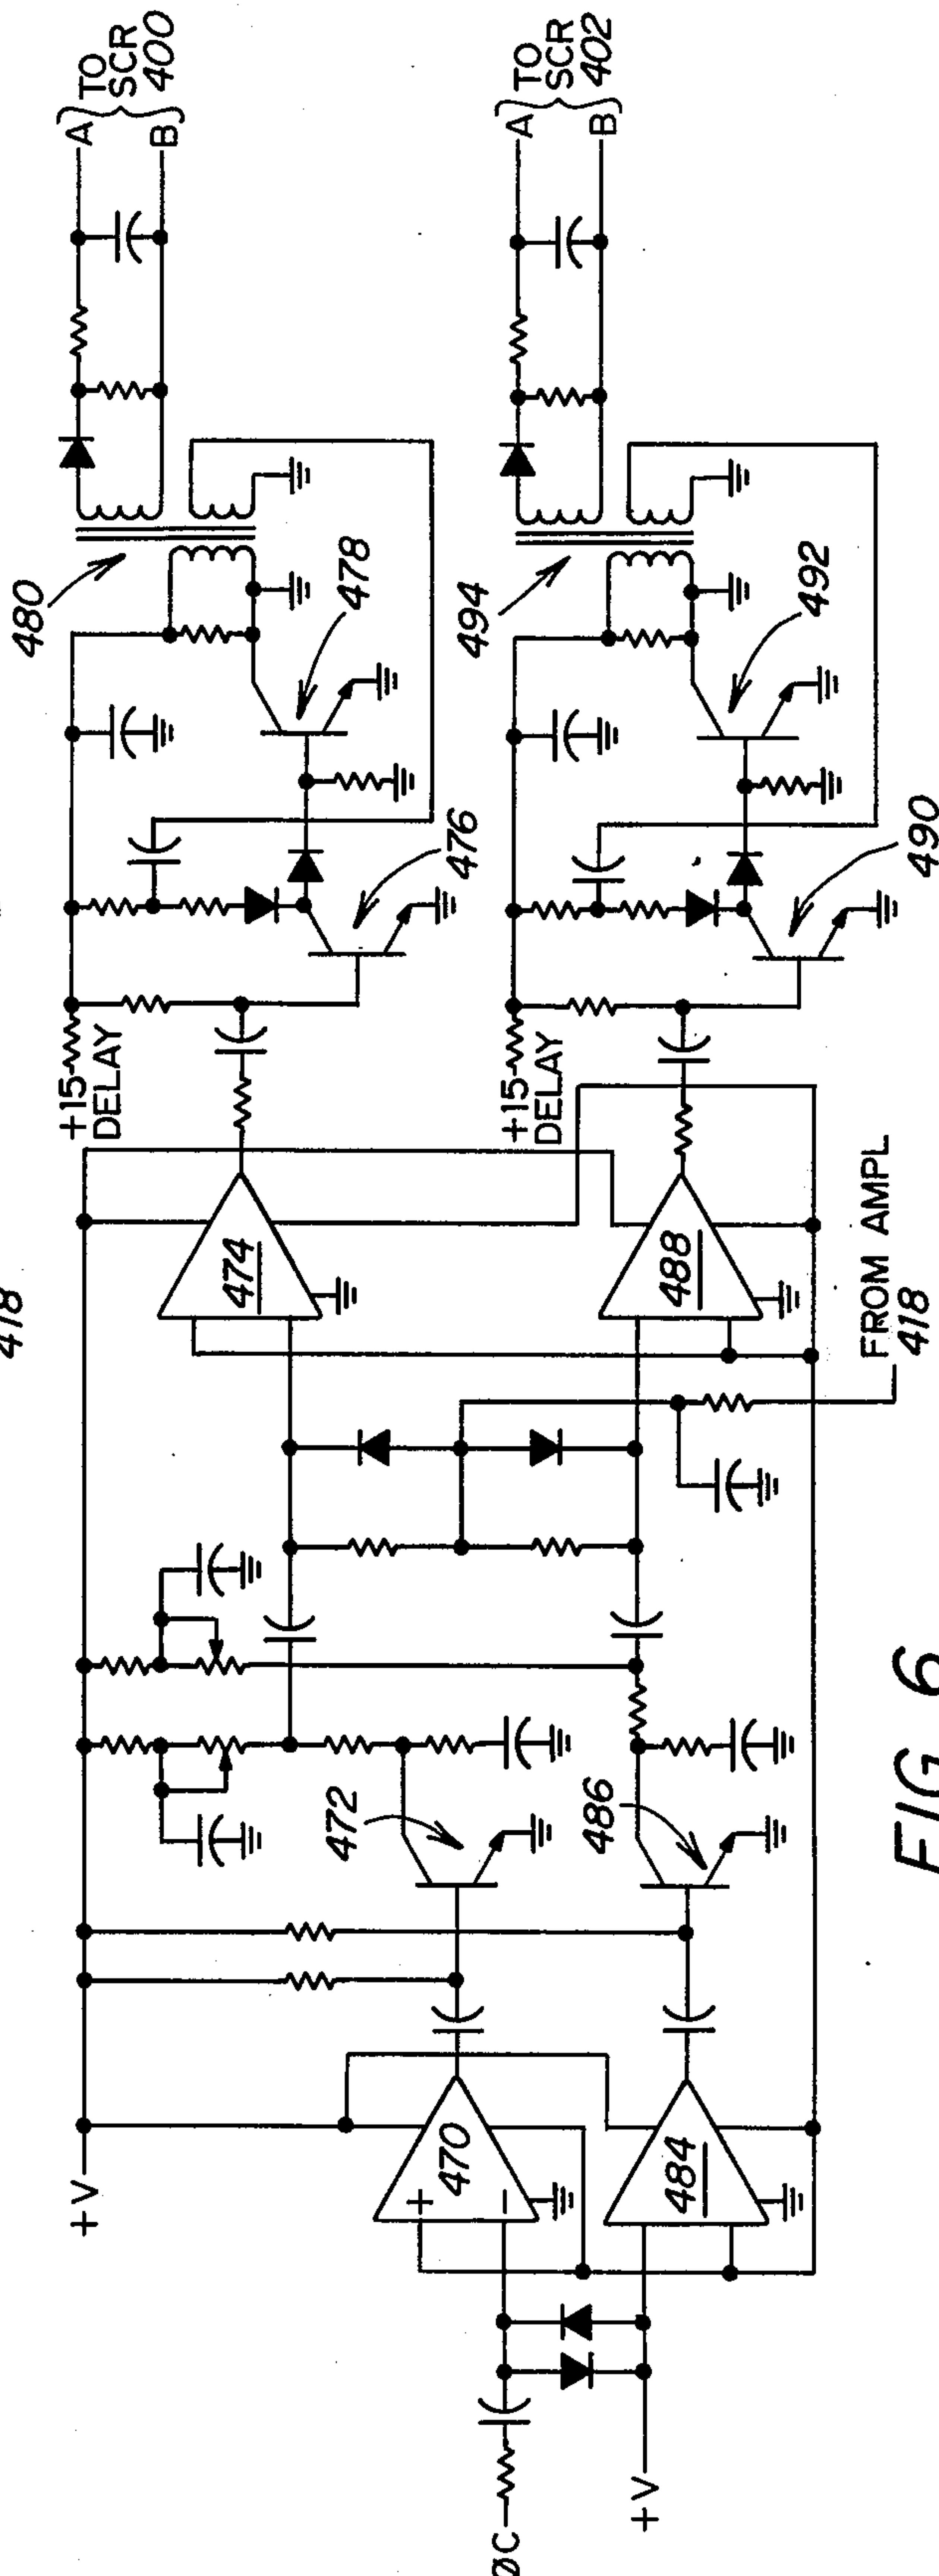 418
+V
ØC
+V
470
+
-
484
472
486
474
488
FROM AMPL
418
+15
DELAY
+15
DELAY
476
490
478
492
480
494
A
B
TO
SCR
400
A
B
TO
SCR
402
FIG 6